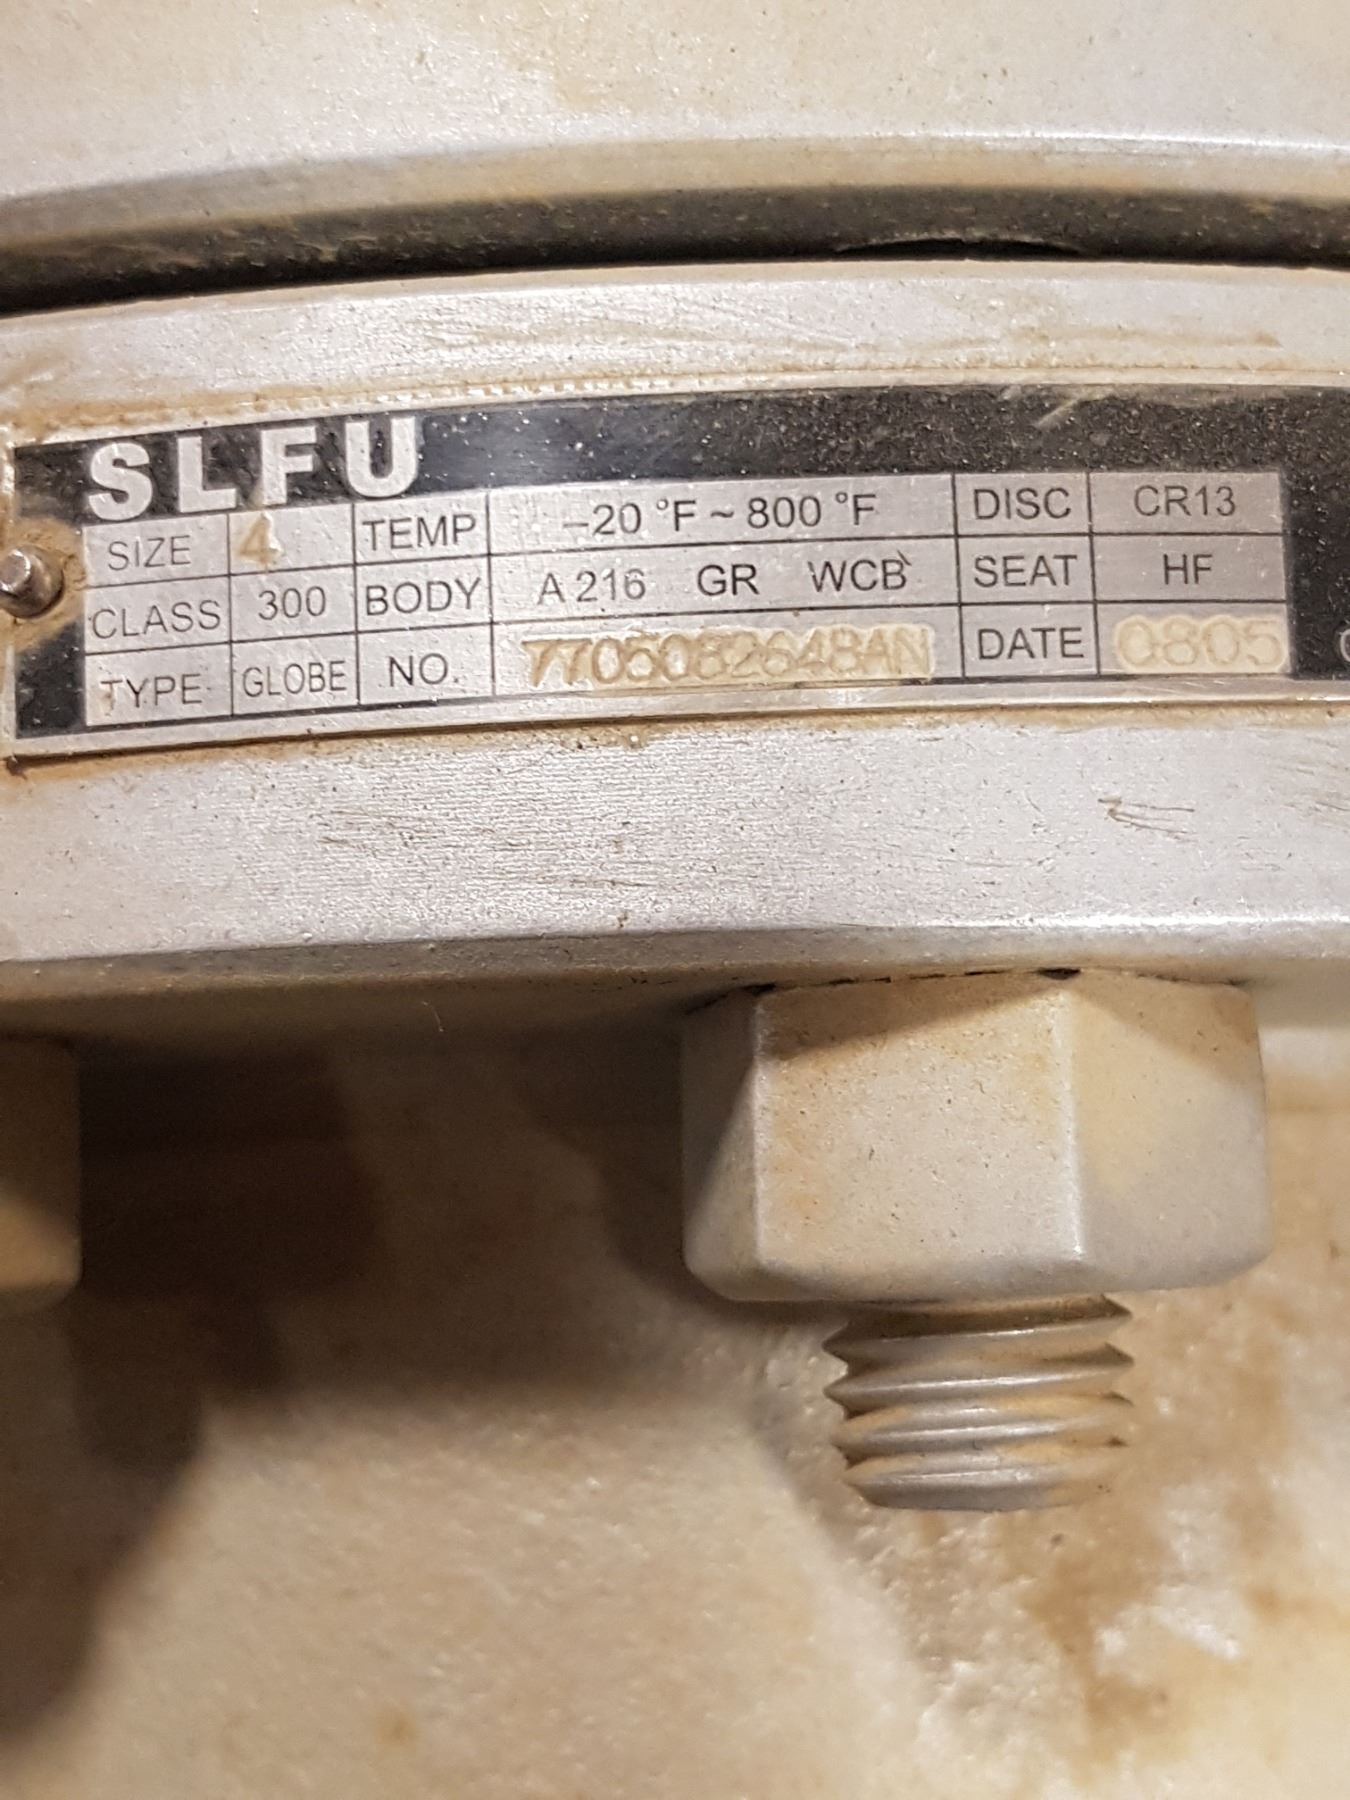 SLFU
SIZE 4 TEMP –20 °F ~ 800 °F DISC CR13
CLASS 300 BODY A 216 GR WCB SEAT HF
TYPE GLOBE NO. 7705082648AN DATE 0805